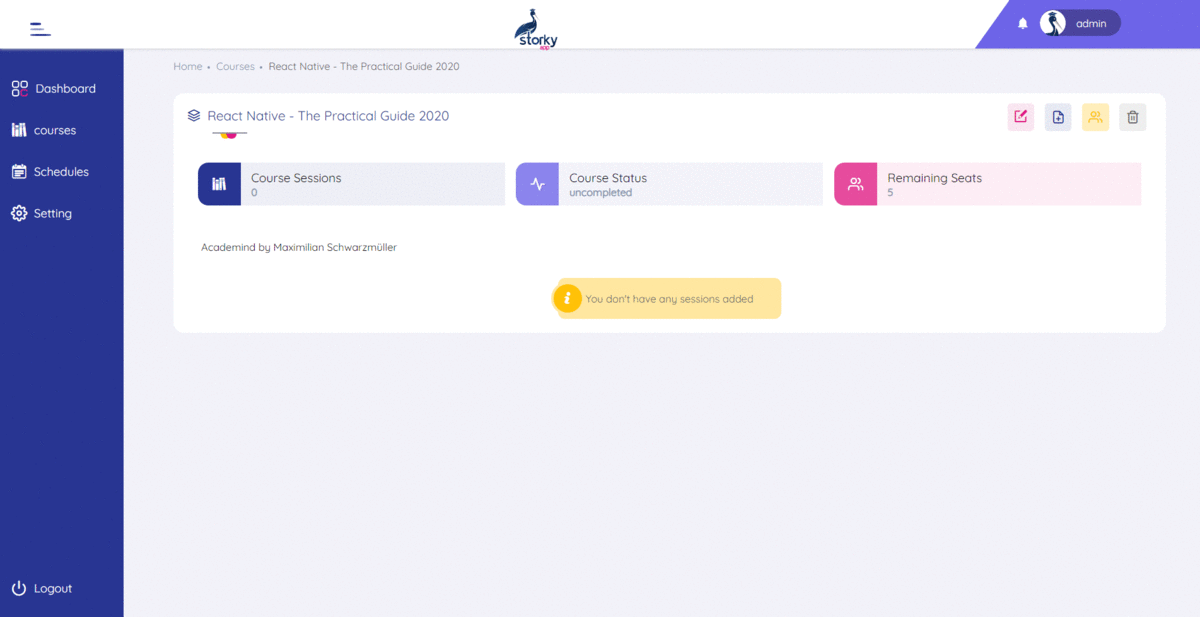 storky
admin
Home • Courses • React Native - The Practical Guide 2020
Dashboard
courses
Schedules
Setting
Logout
React Native - The Practical Guide 2020
Course Sessions
0
Course Status
uncompleted
Remaining Seats
5
Academind by Maximilian Schwarzmüller
You don't have any sessions added